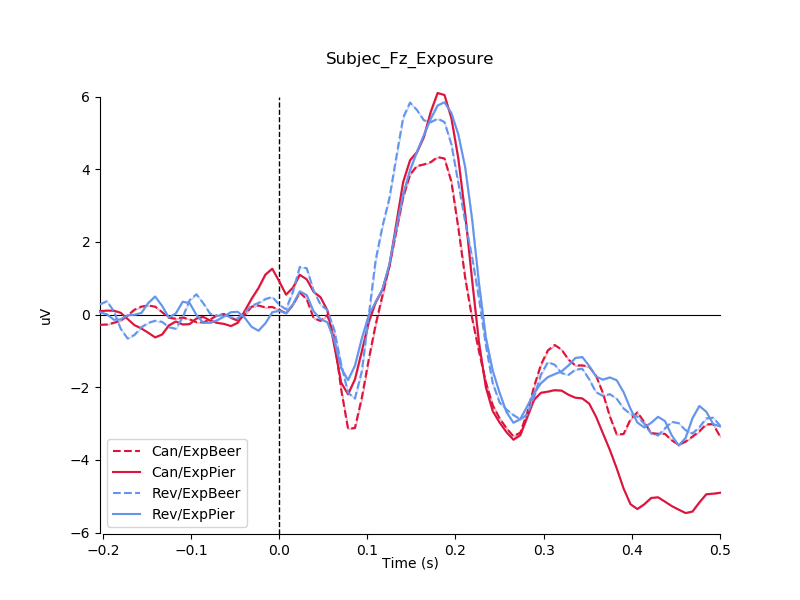 Subjec_Fz_Exposure
6
4
2
0
−2
−4
−6
uV
Can/ExpBeer
Can/ExpPier
Rev/ExpBeer
Rev/ExpPier
−0.2 −0.1 0.0 0.1 0.2 0.3 0.4 0.5
Time (s)